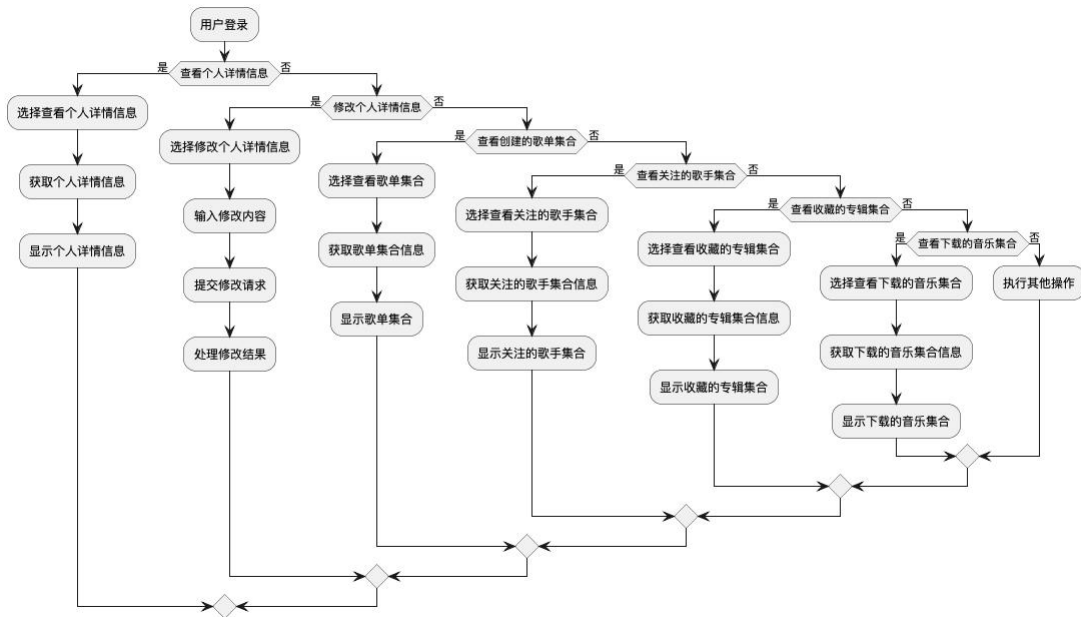 用户登录
是
查看个人详情信息
否
选择查看个人详情信息
获取个人详情信息
显示个人详情信息
是
修改个人详情信息
否
选择修改个人详情信息
输入修改内容
提交修改请求
处理修改结果
是
查看创建的歌单集合
否
选择查看歌单集合
获取歌单集合信息
显示歌单集合
是
查看关注的歌手集合
否
选择查看关注的歌手集合
获取关注的歌手集合信息
显示关注的歌手集合
是
查看收藏的专辑集合
否
选择查看收藏的专辑集合
获取收藏的专辑集合信息
显示收藏的专辑集合
是
查看下载的音乐集合
否
选择查看下载的音乐集合
获取下载的音乐集合信息
显示下载的音乐集合
执行其他操作